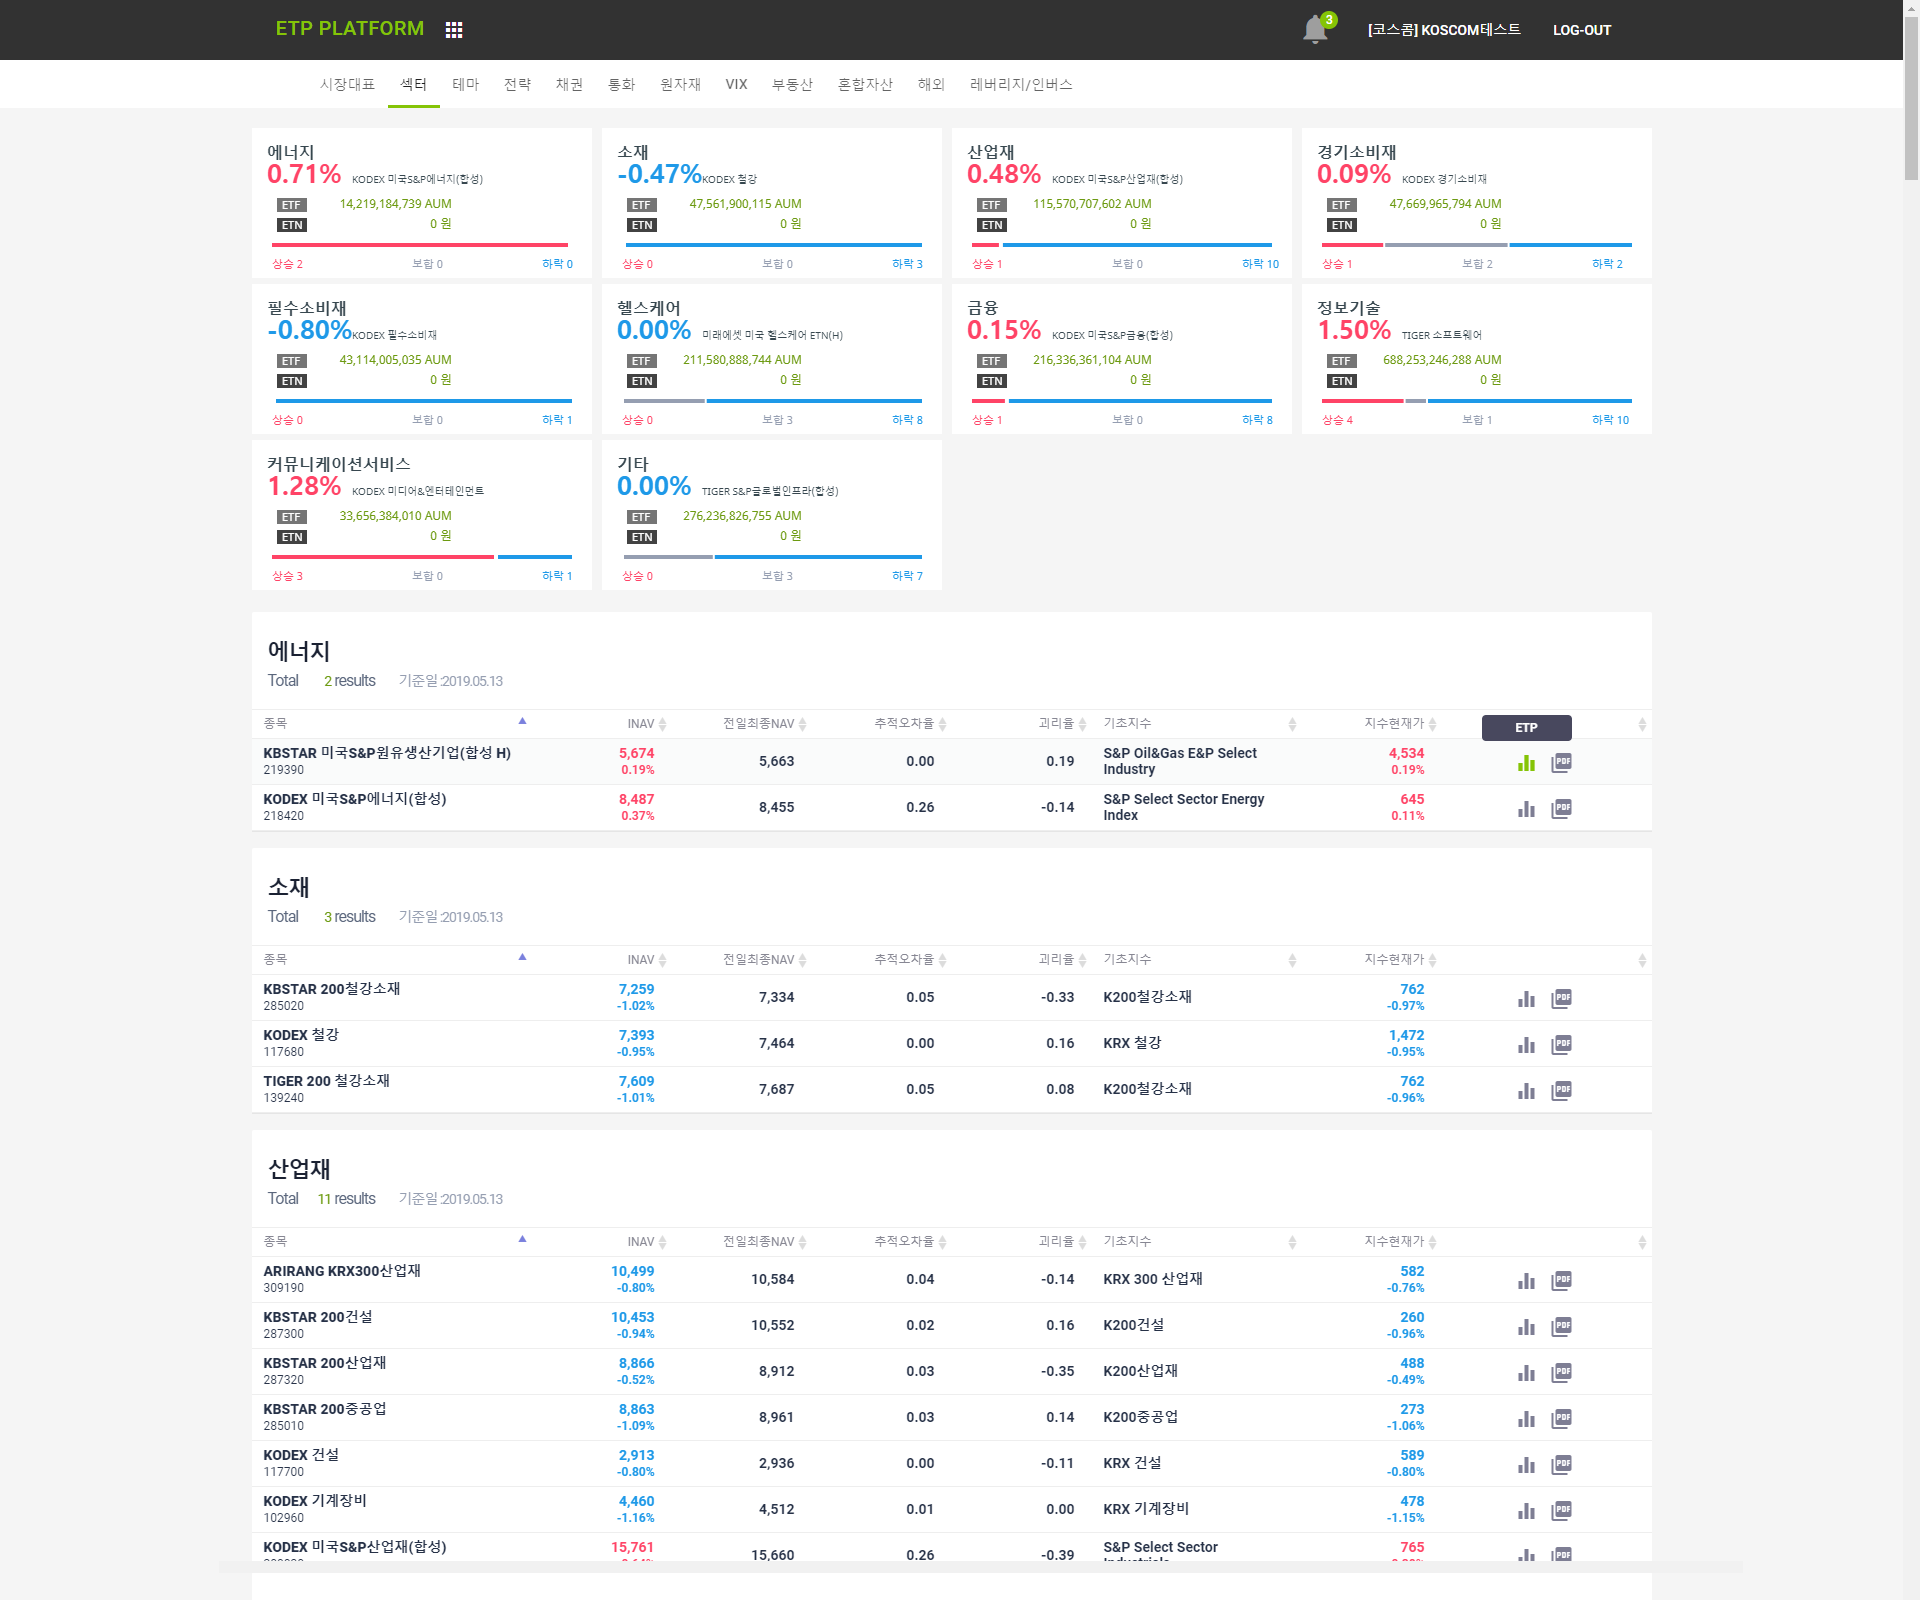 ETP PLATFORM
3
[코스콤] KOSCOM테스트 LOG-OUT
시장대표 섹터 테마 전략 채권 통화 원자재 VIX 부동산 혼합자산 해외 레버리지/인버스
에너지
0.71% KODEX 미국S&P에너지(합성)
ETF 14,219,184,739 AUM
ETN 0 원
상승 2 보합 0 하락 0
소재
-0.47% KODEX 철강
ETF 47,561,900,115 AUM
ETN 0 원
상승 0 보합 0 하락 3
산업재
0.48% KODEX 미국S&P산업재(합성)
ETF 115,570,707,602 AUM
ETN 0 원
상승 1 보합 0 하락 10
경기소비재
0.09% KODEX 경기소비재
ETF 47,669,965,794 AUM
ETN 0 원
상승 1 보합 2 하락 2
필수소비재
-0.80% KODEX 필수소비재
ETF 43,114,005,035 AUM
ETN 0 원
상승 0 보합 0 하락 1
헬스케어
0.00% 미래에셋 미국 헬스케어 ETN(H)
ETF 211,580,888,744 AUM
ETN 0 원
상승 0 보합 3 하락 8
금융
0.15% KODEX 미국S&P금융(합성)
ETF 216,336,361,104 AUM
ETN 0 원
상승 1 보합 0 하락 8
정보기술
1.50% TIGER 소프트웨어
ETF 688,253,246,288 AUM
ETN 0 원
상승 4 보합 1 하락 10
커뮤니케이션서비스
1.28% KODEX 미디어&엔터테인먼트
ETF 33,656,384,010 AUM
ETN 0 원
상승 3 보합 0 하락 1
기타
0.00% TIGER S&P글로벌인프라(합성)
ETF 276,236,826,755 AUM
ETN 0 원
상승 0 보합 3 하락 7
에너지
Total 2 results 기준일:2019.05.13
종목 INAV 전일최종NAV 추적오차율 괴리율 기초지수 지수현재가 ETP
KBSTAR 미국S&P원유생산기업(합성 H) 5,674 5,663 0.00 0.19 S&P Oil&Gas E&P Select 4,534 PDF
219390 0.19% Industry 0.19%
KODEX 미국S&P에너지(합성) 8,487 8,455 0.26 -0.14 S&P Select Sector Energy 645 PDF
218420 0.37% Index 0.11%
소재
Total 3 results 기준일:2019.05.13
종목 INAV 전일최종NAV 추적오차율 괴리율 기초지수 지수현재가
KBSTAR 200철강소재 7,259 7,334 0.05 -0.33 K200철강소재 762 PDF
285020 -1.02% -0.97%
KODEX 철강 7,393 7,464 0.00 0.16 KRX 철강 1,472 PDF
117680 -0.95% -0.95%
TIGER 200 철강소재 7,609 7,687 0.05 0.08 K200철강소재 762 PDF
139240 -1.01% -0.96%
산업재
Total 11 results 기준일:2019.05.13
종목 INAV 전일최종NAV 추적오차율 괴리율 기초지수 지수현재가
ARIRANG KRX300산업재 10,499 10,584 0.04 -0.14 KRX 300 산업재 582 PDF
309190 -0.80% -0.76%
KBSTAR 200건설 10,453 10,552 0.02 0.16 K200건설 260 PDF
287300 -0.94% -0.96%
KBSTAR 200산업재 8,866 8,912 0.03 -0.35 K200산업재 488 PDF
287320 -0.52% -0.49%
KBSTAR 200중공업 8,863 8,961 0.03 0.14 K200중공업 273 PDF
285010 -1.09% -1.06%
KODEX 건설 2,913 2,936 0.00 -0.11 KRX 건설 589 PDF
117700 -0.80% -0.80%
KODEX 기계장비 4,460 4,512 0.01 0.00 KRX 기계장비 478 PDF
102960 -1.16% -1.15%
KODEX 미국S&P산업재(합성) 15,761 15,660 0.26 -0.39 S&P Select Sector 765 PDF